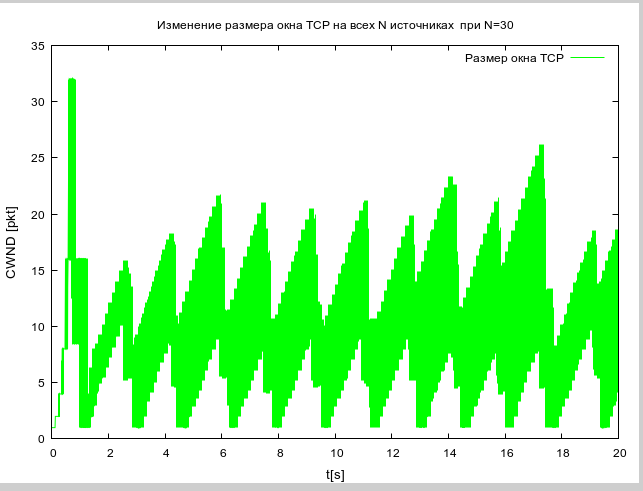 Изменение размера окна TCP на всех N источниках при N=30
Размер окна TCP
CWND [pkt]
35
30
25
20
15
10
5
0
0 2 4 6 8 10 12 14 16 18 20
t[s]